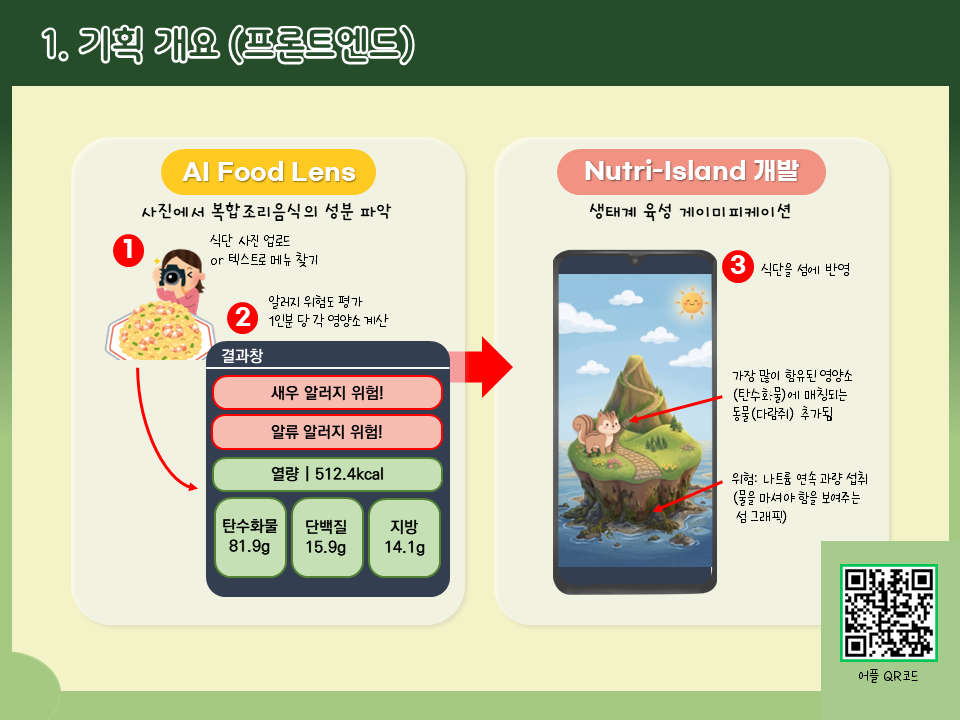 1. 기획 개요 (프론트엔드)
AI Food Lens
사진에서 복합조리음식의 성분 파악
1
식단 사진 업로드
or 텍스트로 메뉴 찾기
2
알러지 위험도 평가
1인분 당 각 영양소 계산
결과창
새우 알러지 위험!
알류 알러지 위험!
열량 | 512.4kcal
탄수화물
81.9g
단백질
15.9g
지방
14.1g
Nutri-Island 개발
생태계 육성 게이미피케이션
3
식단을 섬에 반영
가장 많이 함유된 영양소
(탄수화물)에 매칭되는
동물(다람쥐) 추가됨
위험: 나트륨 연속 과량 섭취
(물을 마셔야 함을 보여주는
섬 그래픽)
어플 QR코드